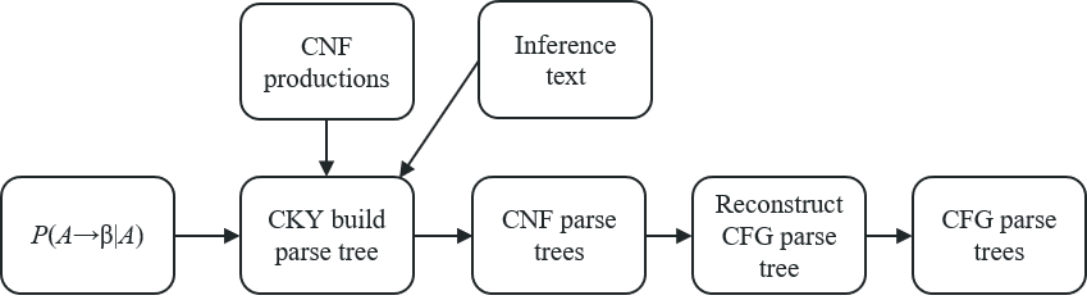 CNF
productions
Inference
text
P(A→β|A)
CKY build
parse tree
CNF parse
trees
Reconstruct
CFG parse
tree
CFG parse
trees